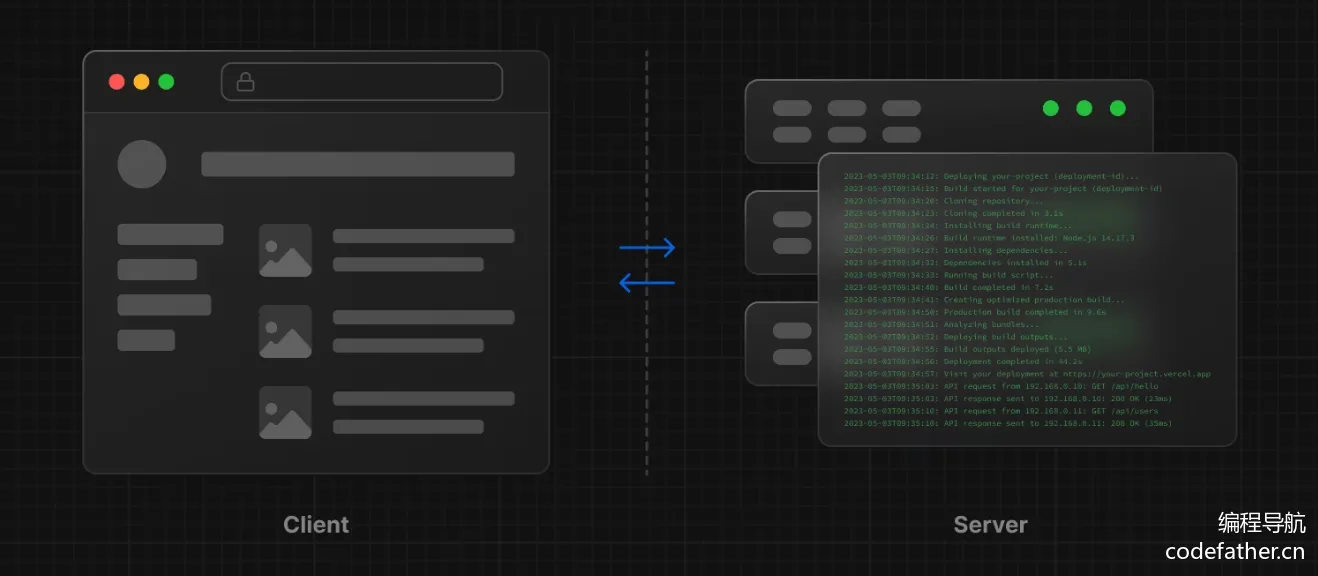 2023-05-03T09:34:12: Deploying your-project (deployment-id)...
2023-05-03T09:34:15: Build started for your-project (deployment-id)
2023-05-03T09:34:20: Cloning repository...
2023-05-03T09:34:23: Cloning completed in 3.2s
2023-05-03T09:34:24: Installing build runtime...
2023-05-03T09:34:26: Build runtime installed: Node.js 14.17.3
2023-05-03T09:34:27: Installing dependencies...
2023-05-03T09:34:32: Dependencies installed in 5.1s
2023-05-03T09:34:33: Running build script...
2023-05-03T09:34:40: Build completed in 7.2s
2023-05-03T09:34:41: Creating optimized production build...
2023-05-03T09:34:50: Production build completed in 9.6s
2023-05-03T09:34:51: Analyzing bundles...
2023-05-03T09:34:52: Deploying build outputs...
2023-05-03T09:34:55: Build outputs deployed (5.5 MB)
2023-05-03T09:34:56: Deployment completed in 44.2s
2023-05-03T09:34:57: Visit your deployment at https://your-project.vercel.app
2023-05-03T09:35:03: API request from 192.168.0.10: GET /api/hello
2023-05-03T09:35:03: API response sent to 192.168.0.10: 200 OK (23ms)
2023-05-03T09:35:10: API request from 192.168.0.11: GET /api/users
2023-05-03T09:35:10: API response sent to 192.168.0.11: 200 OK (35ms)
Client
Server
编程导航
codefather.cn